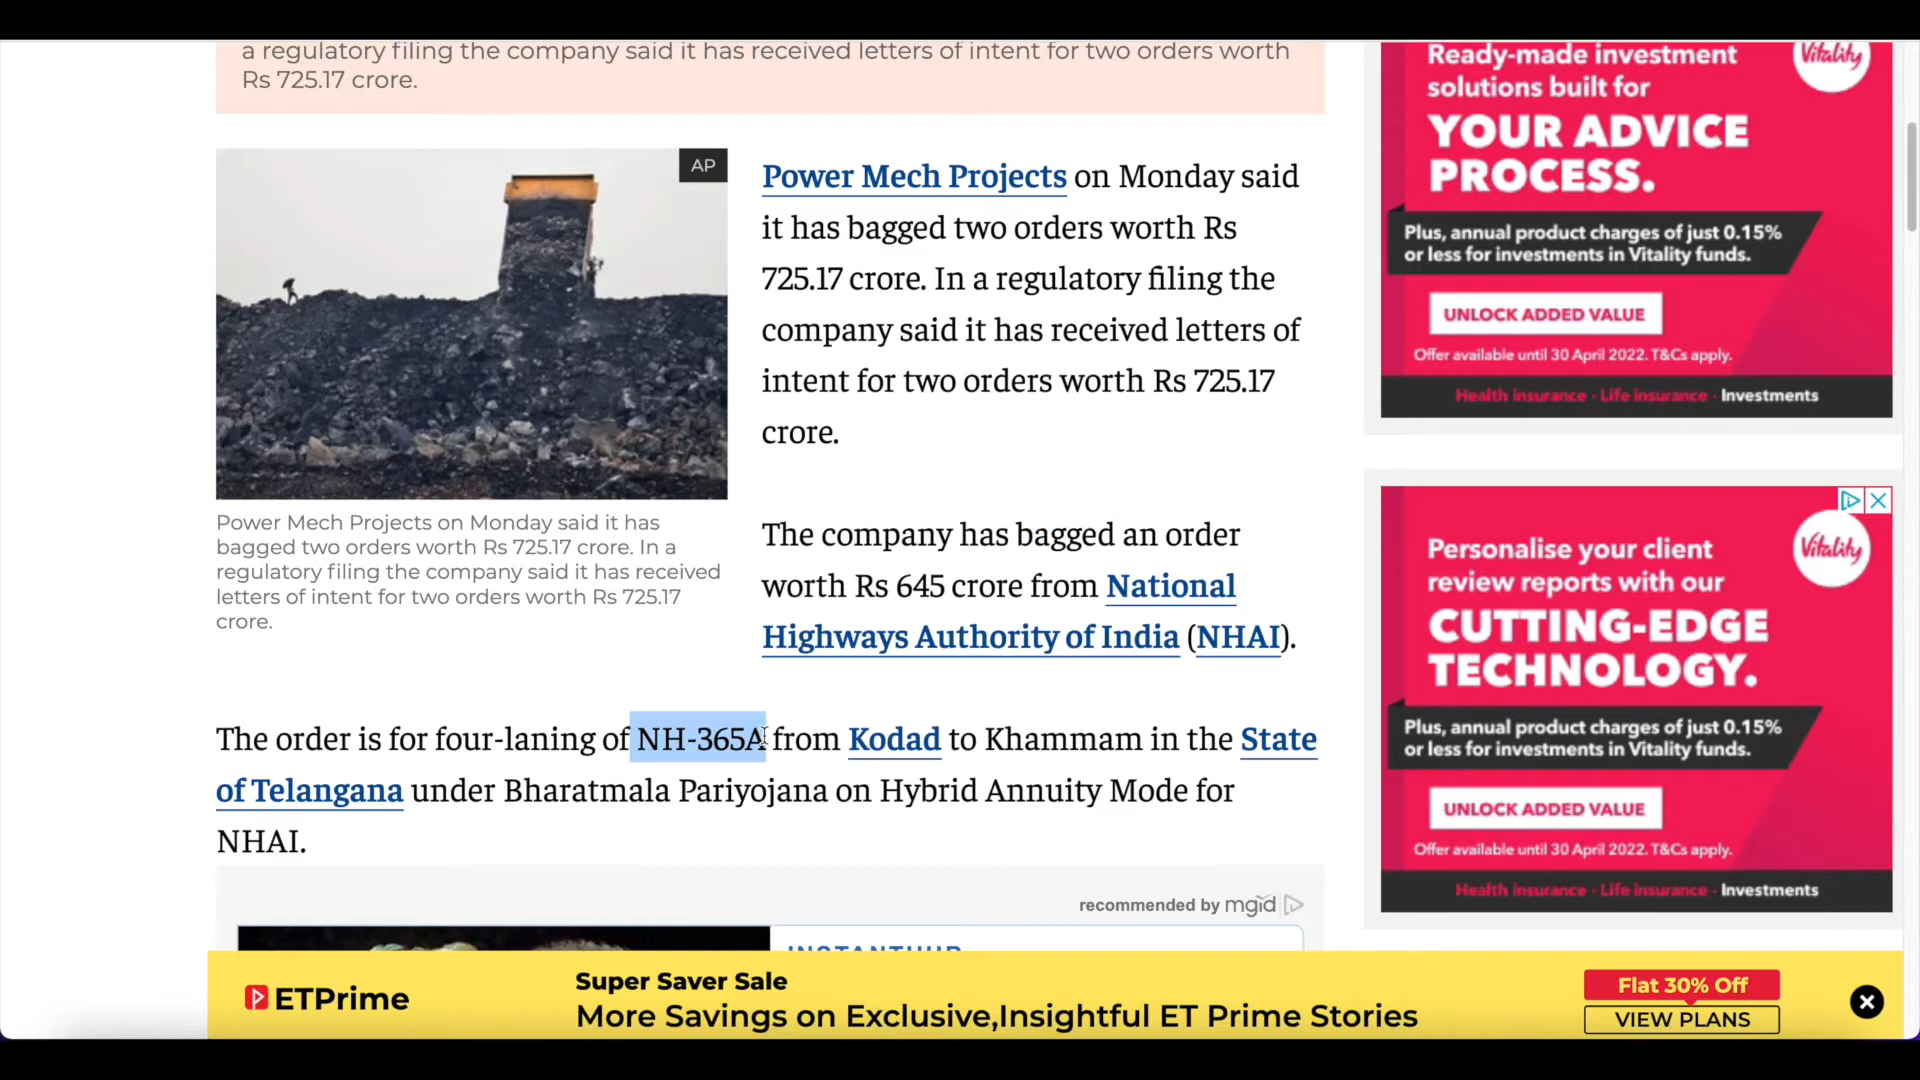 a regulatory filing the company said it has received letters of intent for two orders worth
Rs 725.17 crore.
AP
Power Mech Projects on Monday said it has
bagged two orders worth Rs 725.17 crore. In a
regulatory filing the company said it has received
letters of intent for two orders worth Rs 725.17
crore.
Power Mech Projects on Monday said
it has bagged two orders worth Rs
725.17 crore. In a regulatory filing the
company said it has received letters of
intent for two orders worth Rs 725.17
crore.
The company has bagged an order
worth Rs 645 crore from National
Highways Authority of India (NHAI).
The order is for four-laning of NH-365A from Kodad to Khammam in the State
of Telangana under Bharatmala Pariyojana on Hybrid Annuity Mode for
NHAI.
recommended by mgid
Ready-made investment
solutions built for
YOUR ADVICE
PROCESS.
Vitality
Plus, annual product charges of just 0.15%
or less for investments in Vitality funds.
UNLOCK ADDED VALUE
Offer available until 30 April 2022. T&Cs apply.
Health insurance · Life insurance · Investments
Personalise your client
review reports with our
CUTTING-EDGE
TECHNOLOGY.
Vitality
Plus, annual product charges of just 0.15%
or less for investments in Vitality funds.
UNLOCK ADDED VALUE
Offer available until 30 April 2022. T&Cs apply.
Health insurance · Life insurance · Investments
ETPrime
Super Saver Sale
More Savings on Exclusive,Insightful ET Prime Stories
Flat 30% Off
VIEW PLANS